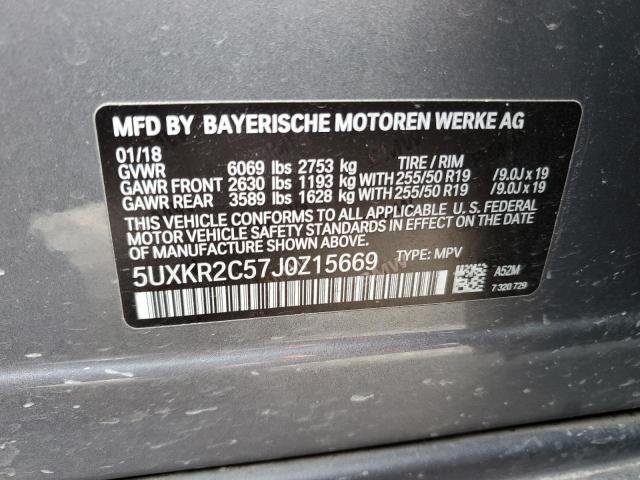 MFD BY BAYERISCHE MOTOREN WERKE AG
01/18
GVWR 6069 lbs 2753 kg TIRE / RIM
GAWR FRONT 2630 lbs 1193 kg WITH 255/50 R19 /9.0J x 19
GAWR REAR 3589 lbs 1628 kg WITH 255/50 R19 /9.0J x 19
THIS VEHICLE CONFORMS TO ALL APPLICABLE U. S. FEDERAL
MOTOR VEHICLE SAFETY STANDARDS IN EFFECT ON THE
DATE OF MANUFACTURE SHOWN ABOVE.
5UXKR2C57J0Z15669 TYPE: MPV
A52M
7 320 729